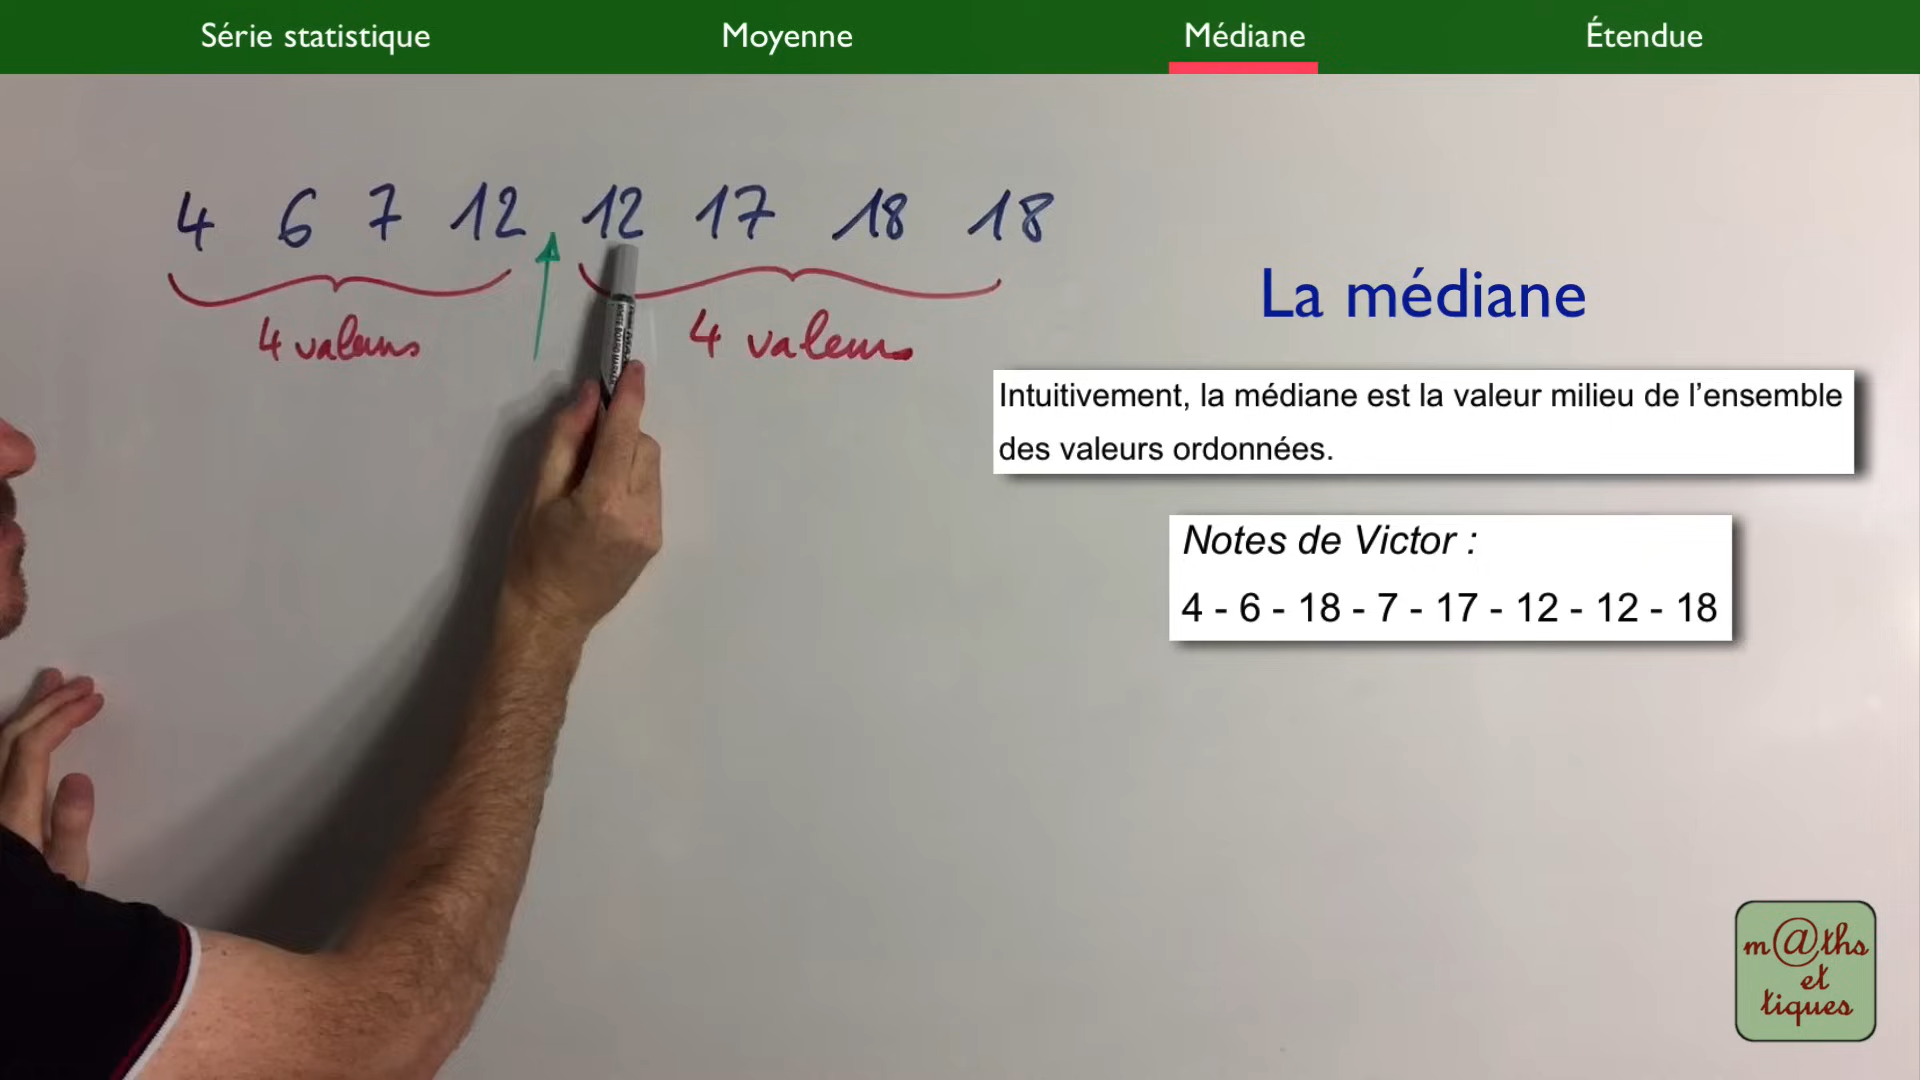 Série statistique Moyenne Médiane Étendue
4 6 7 12 12 17 18 18
4 valeurs 4 valeurs
La médiane
Intuitivement, la médiane est la valeur milieu de l’ensemble
des valeurs ordonnées.
Notes de Victor :
4 - 6 - 18 - 7 - 17 - 12 - 12 - 18
m@ths
et
tiques